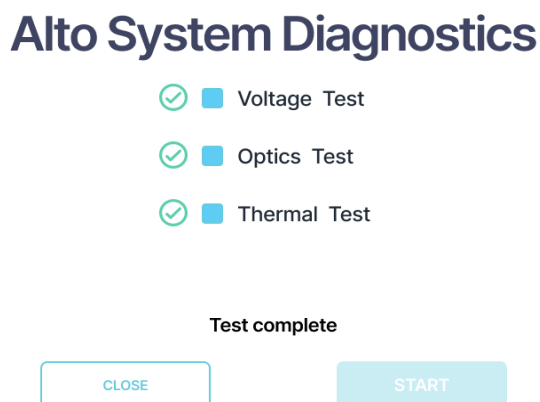 Alto System Diagnostics
Voltage Test
Optics Test
Thermal Test
Test complete
CLOSE
START